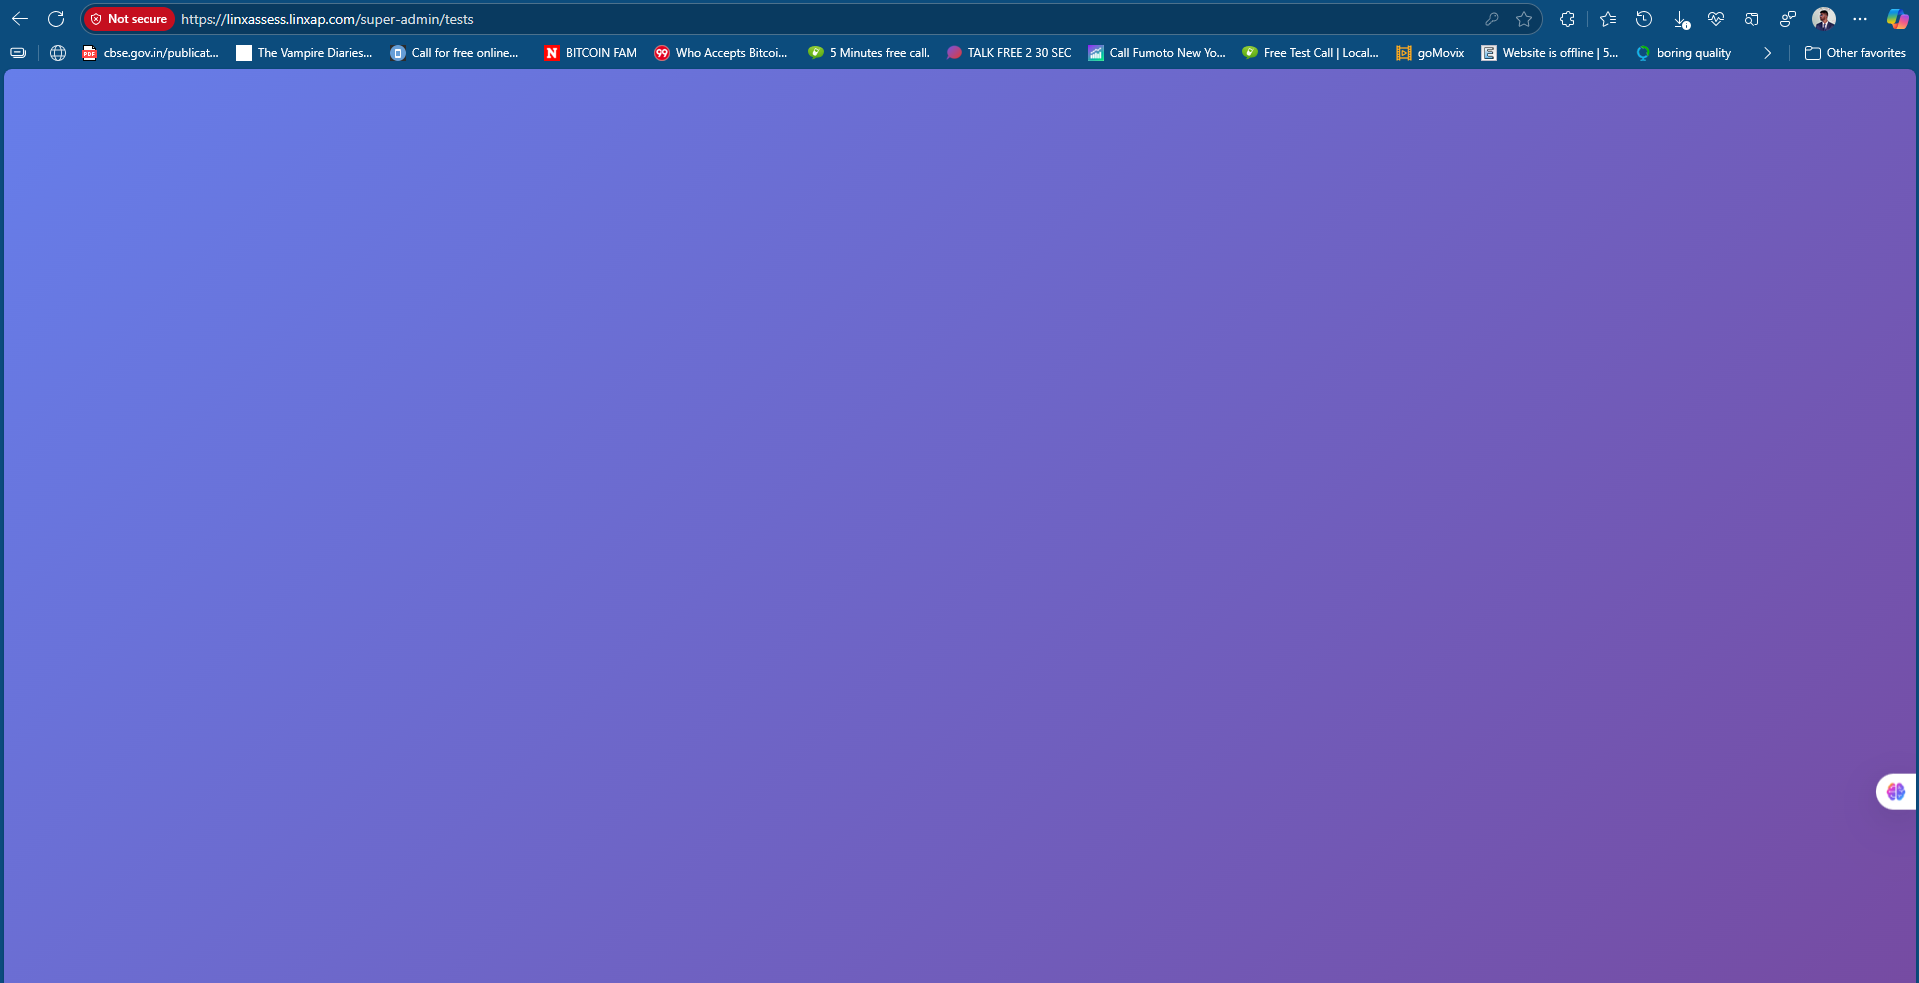 Not secure https://linxassess.linxap.com/super-admin/tests
PDF cbse.gov.in/publicat... The Vampire Diaries... Call for free online... N BITCOIN FAM 99 Who Accepts Bitcoi... 5 Minutes free call. TALK FREE 2 30 SEC Call Fumoto New Yo... Free Test Call | Local... goMovix E Website is offline | 5... boring quality Other favorites